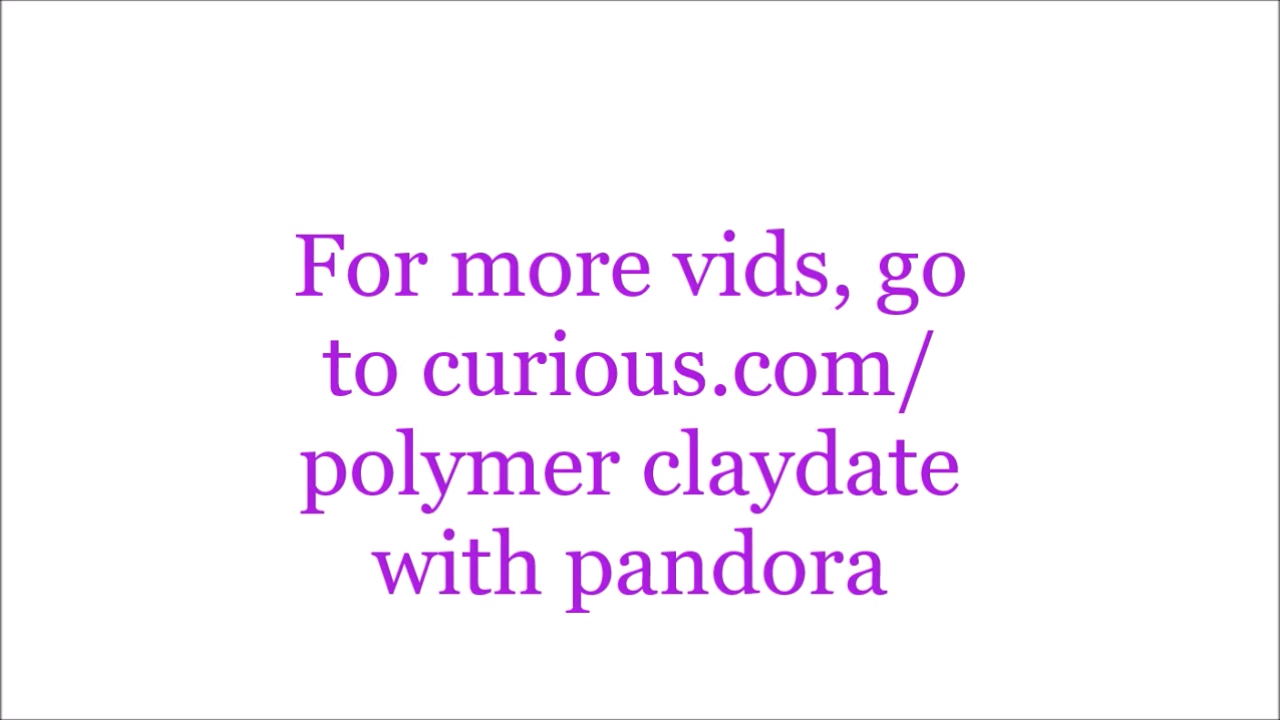 For more vids, go
to curious.com/
polymer claydate
with pandora